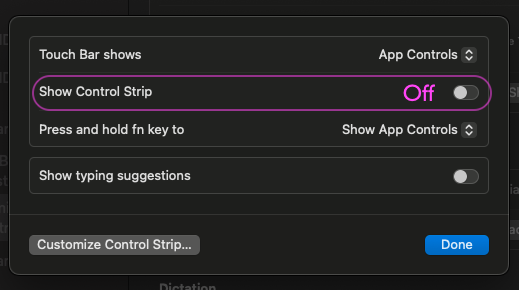 Touch Bar shows App Controls
Show Control Strip Off
Press and hold fn key to Show App Controls
Show typing suggestions
Customize Control Strip... Done
Dictation